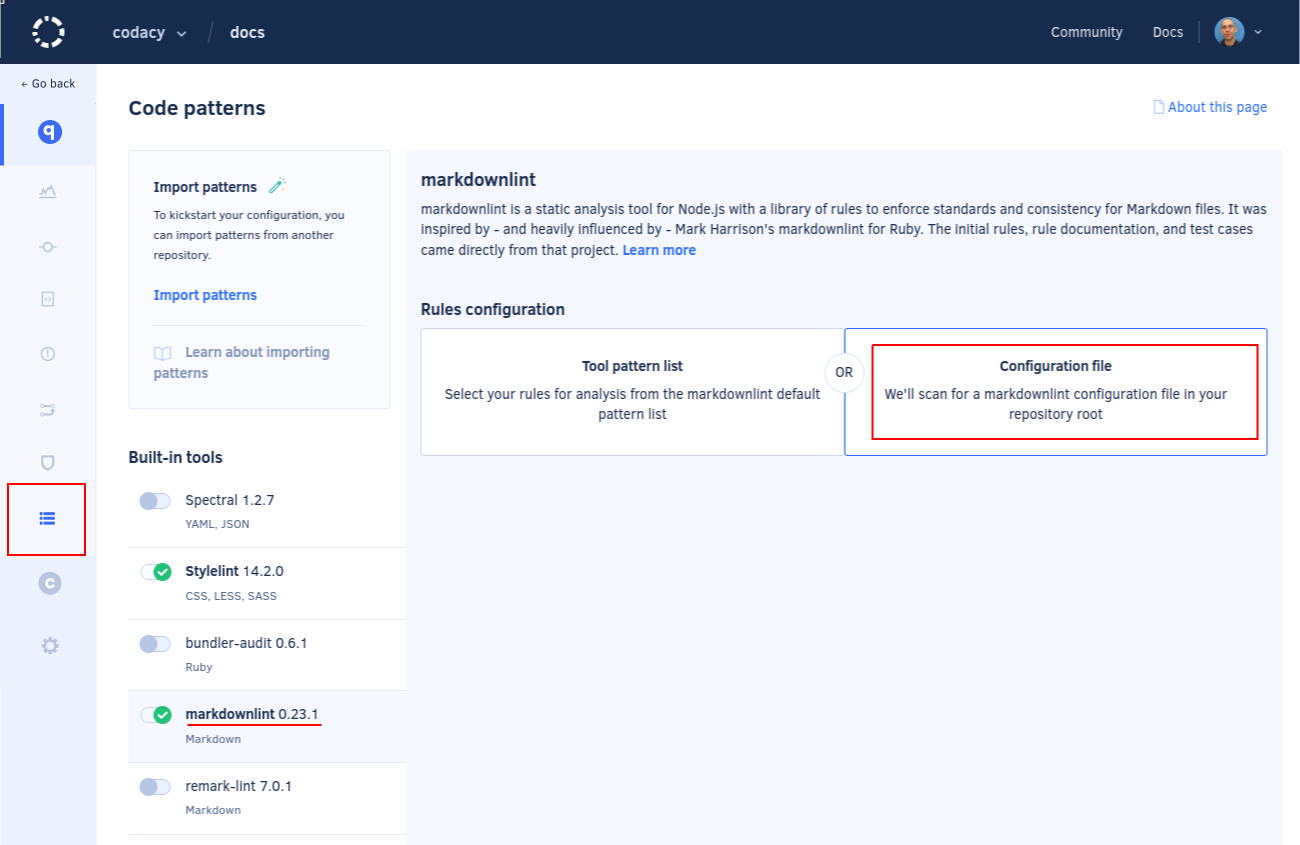 codacy / docs
Community
Docs
← Go back
q
Code patterns
About this page
Import patterns
To kickstart your configuration, you
can import patterns from another
repository.
Import patterns
Learn about importing
patterns
Built-in tools
Spectral 1.2.7
YAML, JSON
Stylelint 14.2.0
CSS, LESS, SASS
bundler-audit 0.6.1
Ruby
markdownlint 0.23.1
Markdown
remark-lint 7.0.1
Markdown
C
markdownlint
markdownlint is a static analysis tool for Node.js with a library of rules to enforce standards and consistency for Markdown files. It was
inspired by - and heavily influenced by - Mark Harrison's markdownlint for Ruby. The initial rules, rule documentation, and test cases
came directly from that project. Learn more
Rules configuration
Tool pattern list
Select your rules for analysis from the markdownlint default
pattern list
OR
Configuration file
We'll scan for a markdownlint configuration file in your
repository root